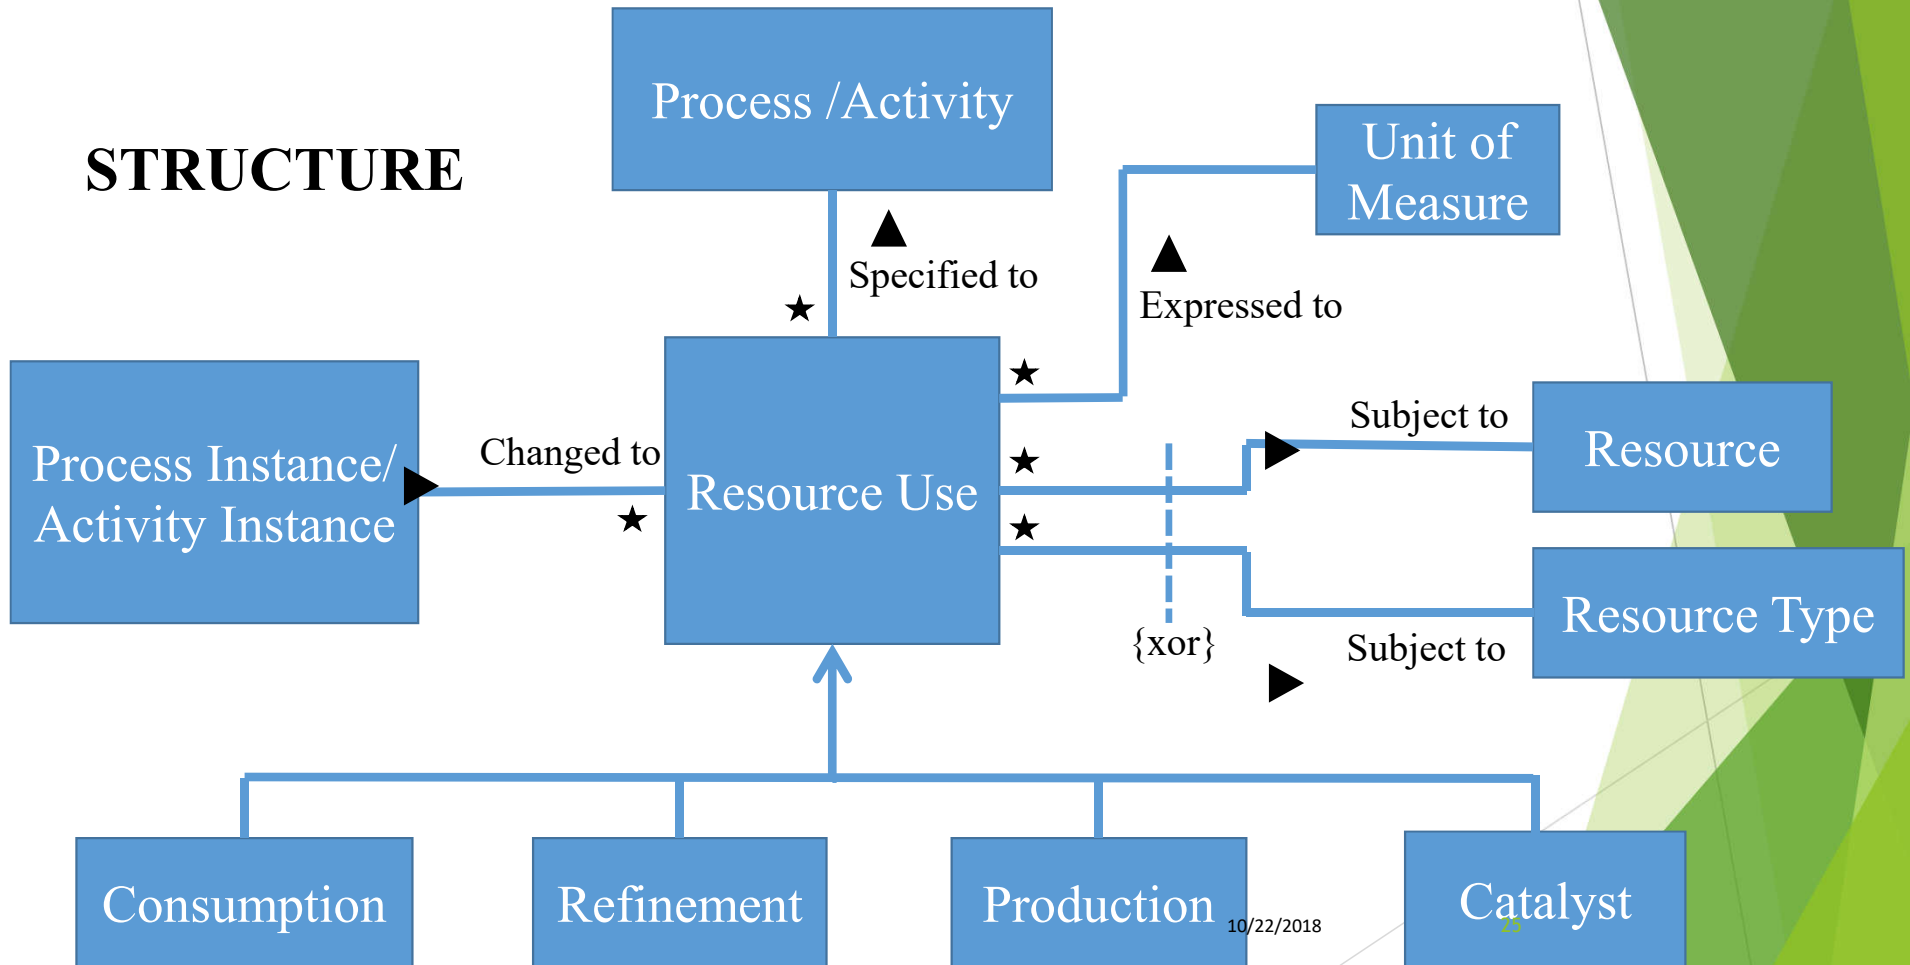 Process /Activity
STRUCTURE
Unit of
Measure
Specified to
Expressed to
★
★
Process Instance/
Activity Instance
Changed to
★
Resource Use
★
★
Subject to
Resource
{xor}
Subject to
Resource Type
Consumption
Refinement
Production
10/22/2018
Catalyst
25